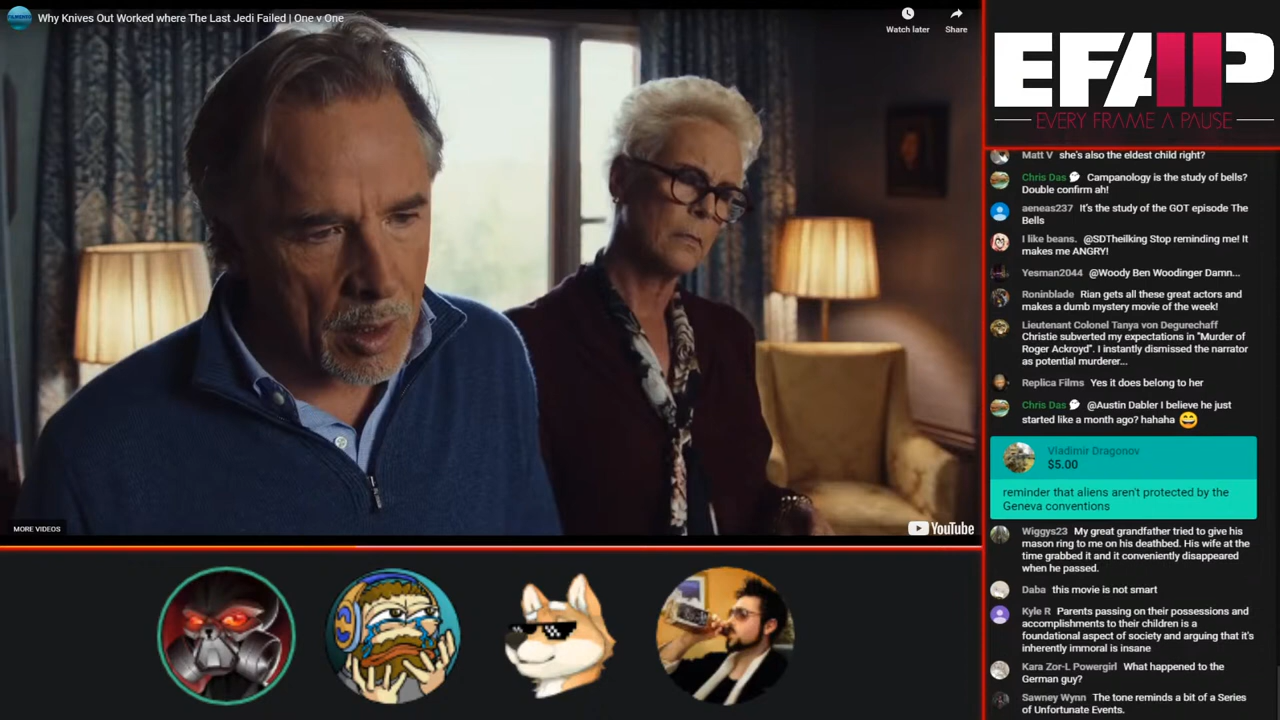 Why Knives Out Worked where The Last Jedi Failed | One v One
Watch later
Share
MORE VIDEOS
YouTube
EFAP
EVERY FRAME A PAUSE
Matt V she's also the eldest child right?
Chris Das Campanology is the study of bells?
Double confirm ah!
aeneas237 It's the study of the GOT episode The
Bells
I like beans. @SDTheilking Stop reminding me! It
makes me ANGRY!
Yesman2044 @Woody Ben Woodinger Damn...
Roninblade Rian gets all these great actors and
makes a dumb mystery movie of the week!
Lieutenant Colonel Tanya von Degurechaff
Christie subverted my expectations in "Murder of
Roger Ackroyd". I instantly dismissed the narrator
as potential murderer...
Replica Films Yes it does belong to her
Chris Das @Austin Dabler I believe he just
started like a month ago? hahaha 😄
Vladimir Dragonov
$5.00
reminder that aliens aren't protected by the
Geneva conventions
Wiggys23 My great grandfather tried to give his
mason ring to me on his deathbed. His wife at the
time grabbed it and it conveniently disappeared
when he passed.
Daba this movie is not smart
Kyle R Parents passing on their possessions and
accomplishments to their children is a
foundational aspect of society and arguing that it's
inherently immoral is insane
Kara Zor-L Powergirl What happened to the
German guy?
Sawney Wynn The tone reminds a bit of a Series
of Unfortunate Events.